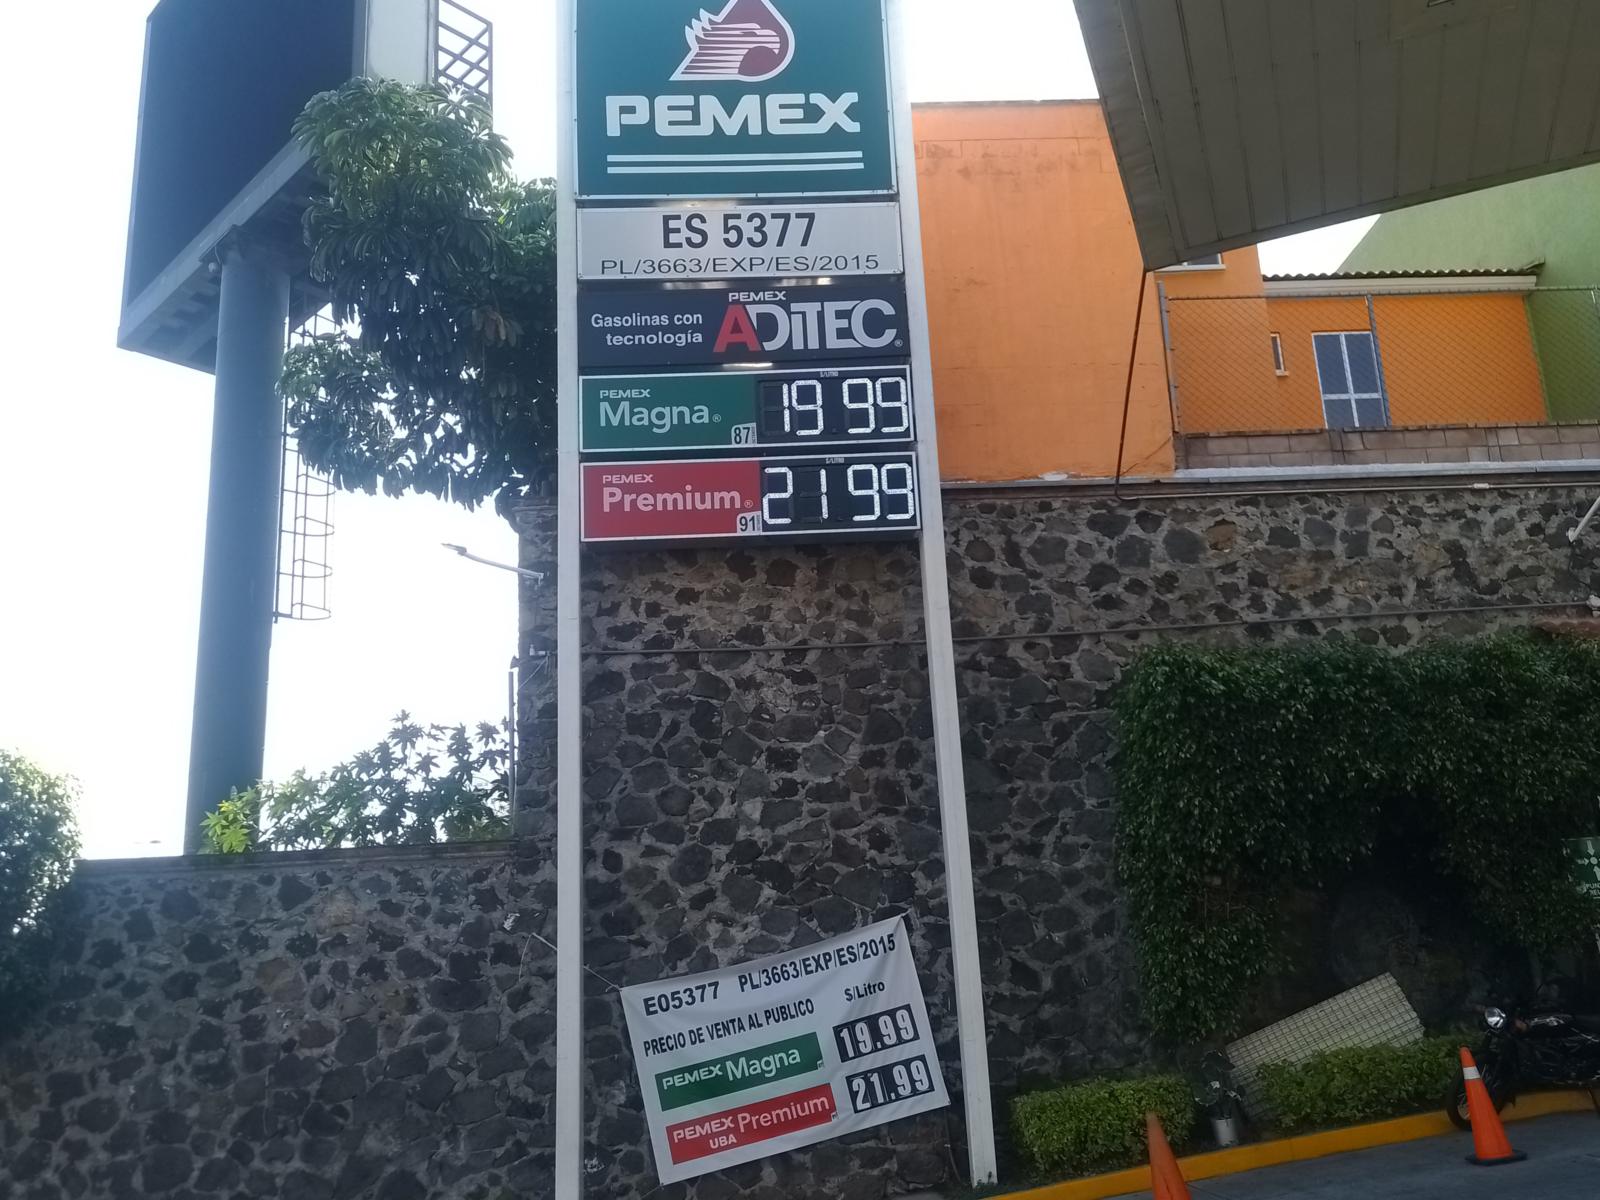 PEMEX
ES 5377
PL/3663/EXP/ES/2015
Gasolinas con
tecnología
PEMEX
ADITEC®
PEMEX
Magna®
87
$/LITRO
19.99
PEMEX
Premium®
91
$/LITRO
21.99
E05377 PL/3663/EXP/ES/2015
PRECIO DE VENTA AL PUBLICO $/Litro
PEMEX Magna 19.99
PEMEX Premium 21.99
UBA